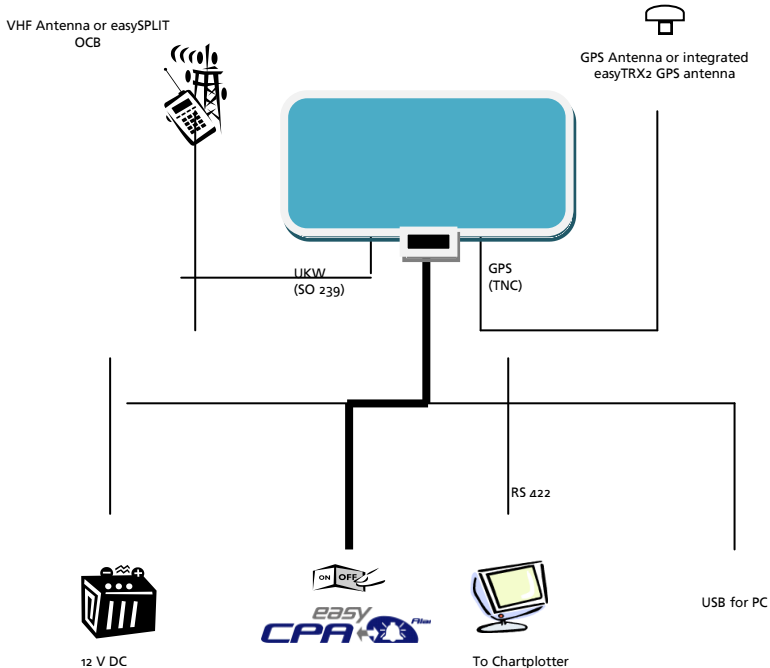 VHF Antenna or easySPLIT
OCB
GPS Antenna or integrated
easyTRX2 GPS antenna
UKW
(SO 239)
GPS
(TNC)
RS 422
ON OFF
easy
CPA
Alar
USB for PC
12 V DC
To Chartplotter